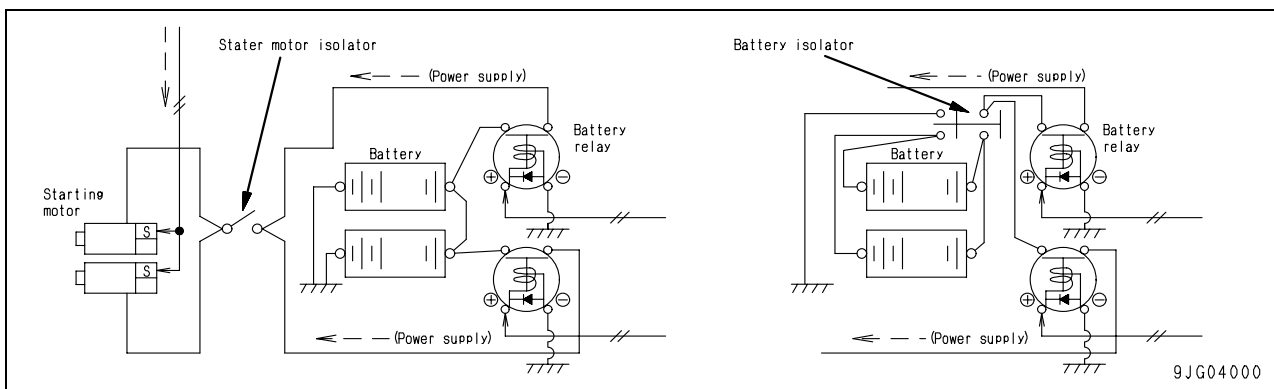 Stater motor isolator
(Power supply)
Battery
relay
Battery
Starting
motor
S
S
(Power supply)
Battery isolator
(Power supply)
Battery
relay
Battery
(Power supply)
9JG04000